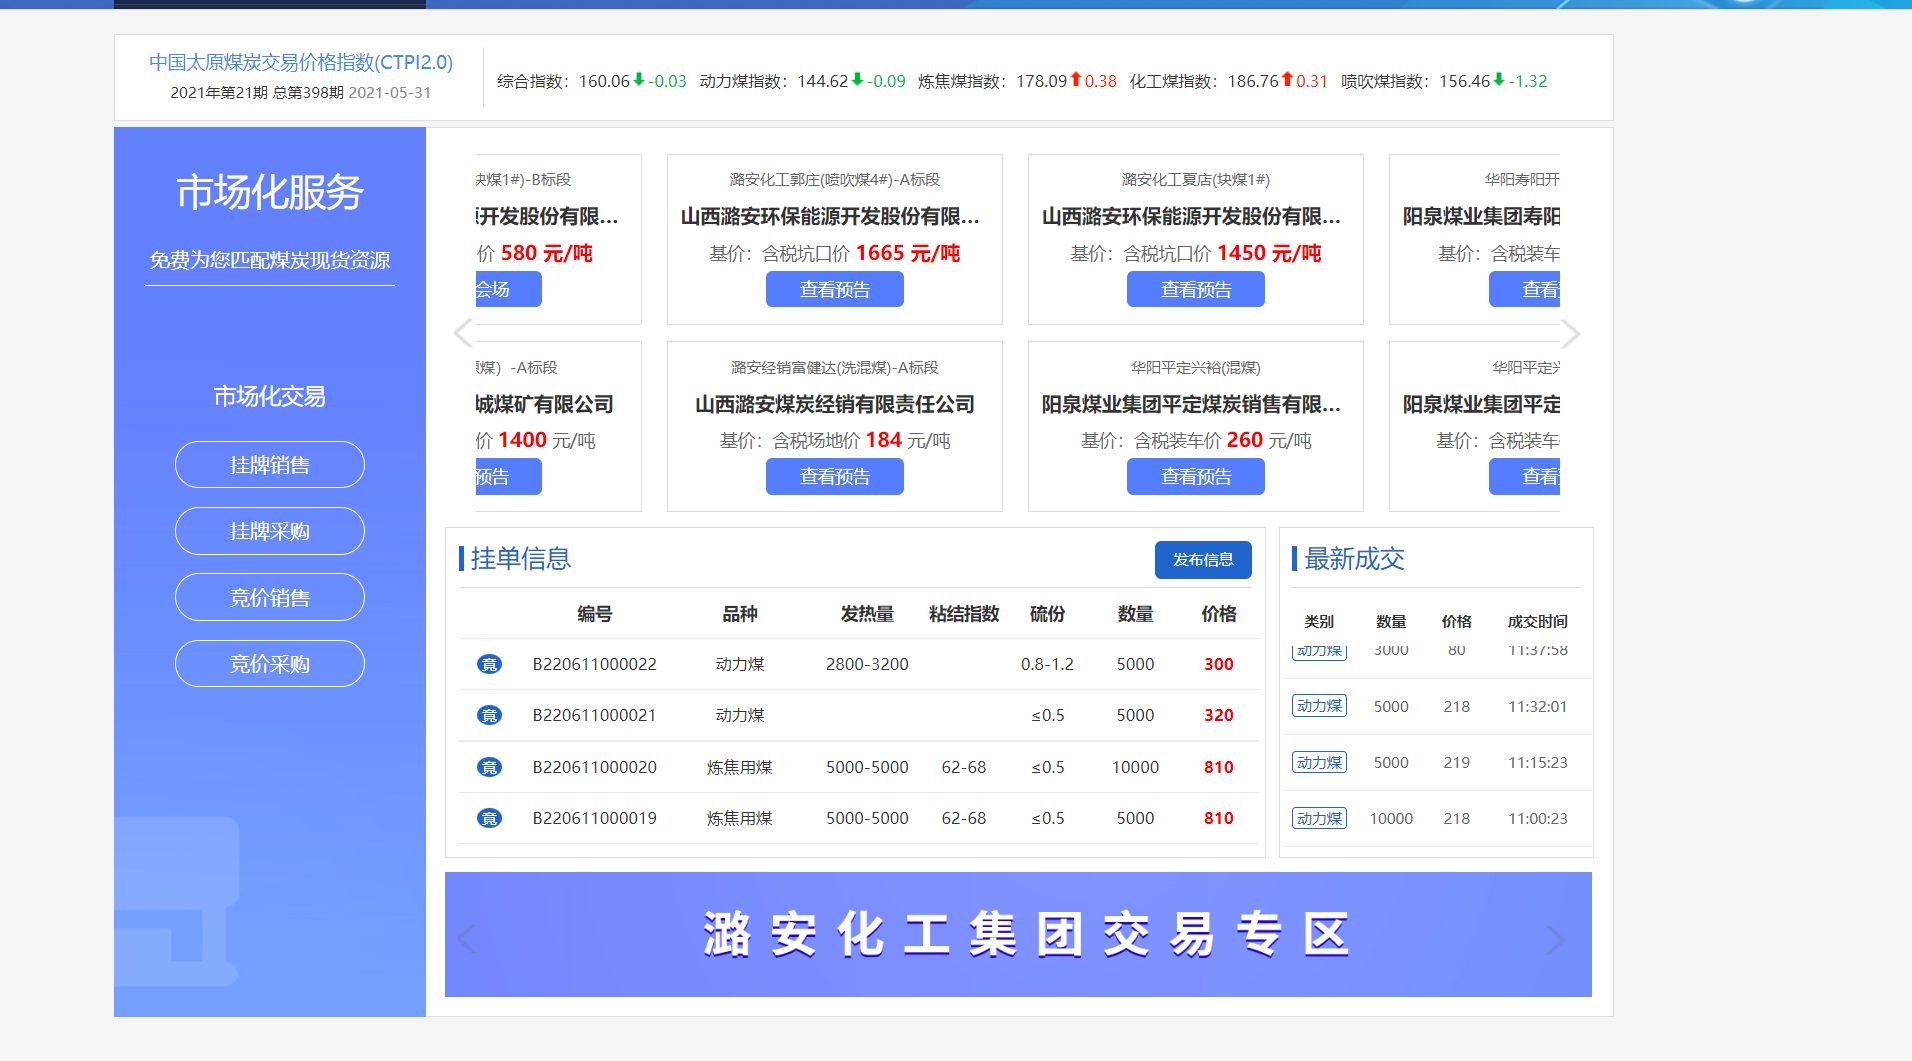 中国太原煤炭交易价格指数(CTPI2.0)
2021年第21期 总第398期 2021-05-31
综合指数：160.06 -0.03 动力煤指数：144.62 -0.09 炼焦煤指数：178.09 0.38 化工煤指数：186.76 0.31 喷吹煤指数：156.46 -1.32
市场化服务
免费为您匹配煤炭现货资源
市场化交易
挂牌销售
挂牌采购
竞价销售
竞价采购
块煤1#)-B标段
开发股份有限...
价 580 元/吨
会场
潞安化工郭庄(喷吹煤4#)-A标段
山西潞安环保能源开发股份有限...
基价：含税坑口价 1665 元/吨
查看预告
潞安化工夏店(块煤1#)
山西潞安环保能源开发股份有限...
基价：含税坑口价 1450 元/吨
查看预告
华阳寿阳开
阳泉煤业集团寿阳
基价：含税装车
查看
煤）-A标段
城煤矿有限公司
价 1400 元/吨
预告
潞安经销富健达(洗混煤)-A标段
山西潞安煤炭经销有限责任公司
基价：含税场地价 184 元/吨
查看预告
华阳平定兴裕(混煤)
阳泉煤业集团平定煤炭销售有限...
基价：含税装车价 260 元/吨
查看预告
华阳平定
阳泉煤业集团平定
基价：含税装车
查看
挂单信息
发布信息
编号 品种 发热量 粘结指数 硫份 数量 价格
竟 B220611000022 动力煤 2800-3200 0.8-1.2 5000 300
竟 B220611000021 动力煤 ≤0.5 5000 320
竟 B220611000020 炼焦用煤 5000-5000 62-68 ≤0.5 10000 810
竟 B220611000019 炼焦用煤 5000-5000 62-68 ≤0.5 5000 810
最新成交
类别 数量 价格 成交时间
动力煤 3000 80 11:37:58
动力煤 5000 218 11:32:01
动力煤 5000 219 11:15:23
动力煤 10000 218 11:00:23
潞安化工集团交易专区